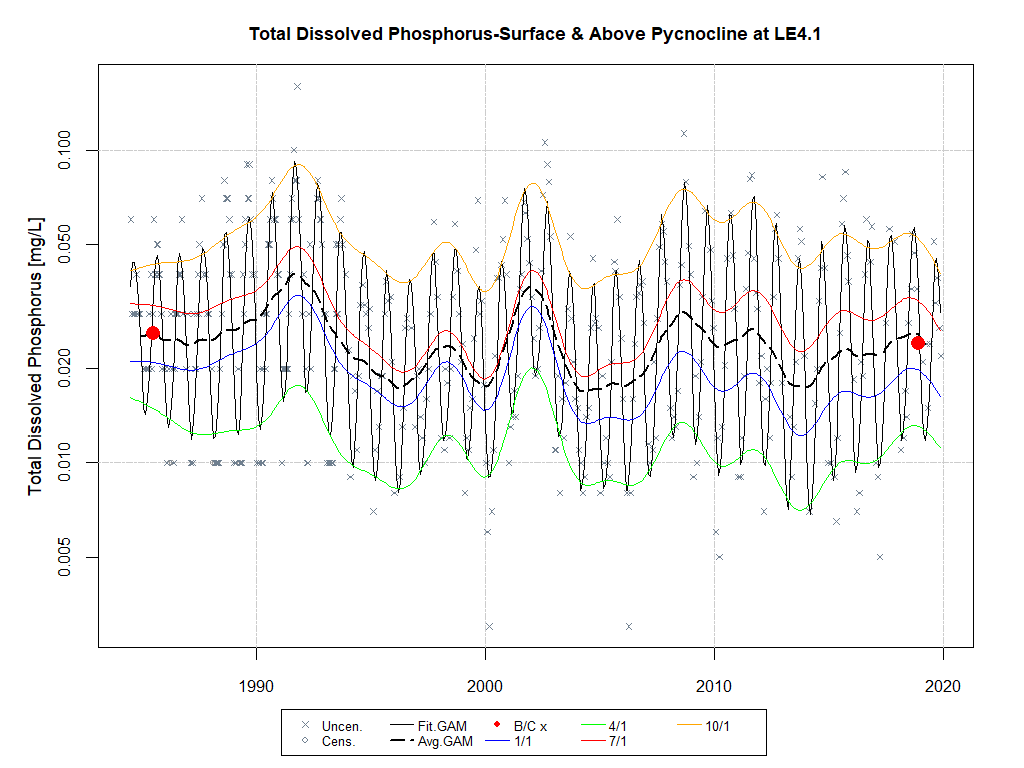 Total Dissolved Phosphorus-Surface & Above Pycnocline at LE4.1
Total Dissolved Phosphorus [mg/L]
0.100
0.050
0.020
0.010
0.005
1990 2000 2010 2020
Uncen. Fit.GAM B/C x 4/1 10/1
Cens. Avg.GAM 1/1 7/1